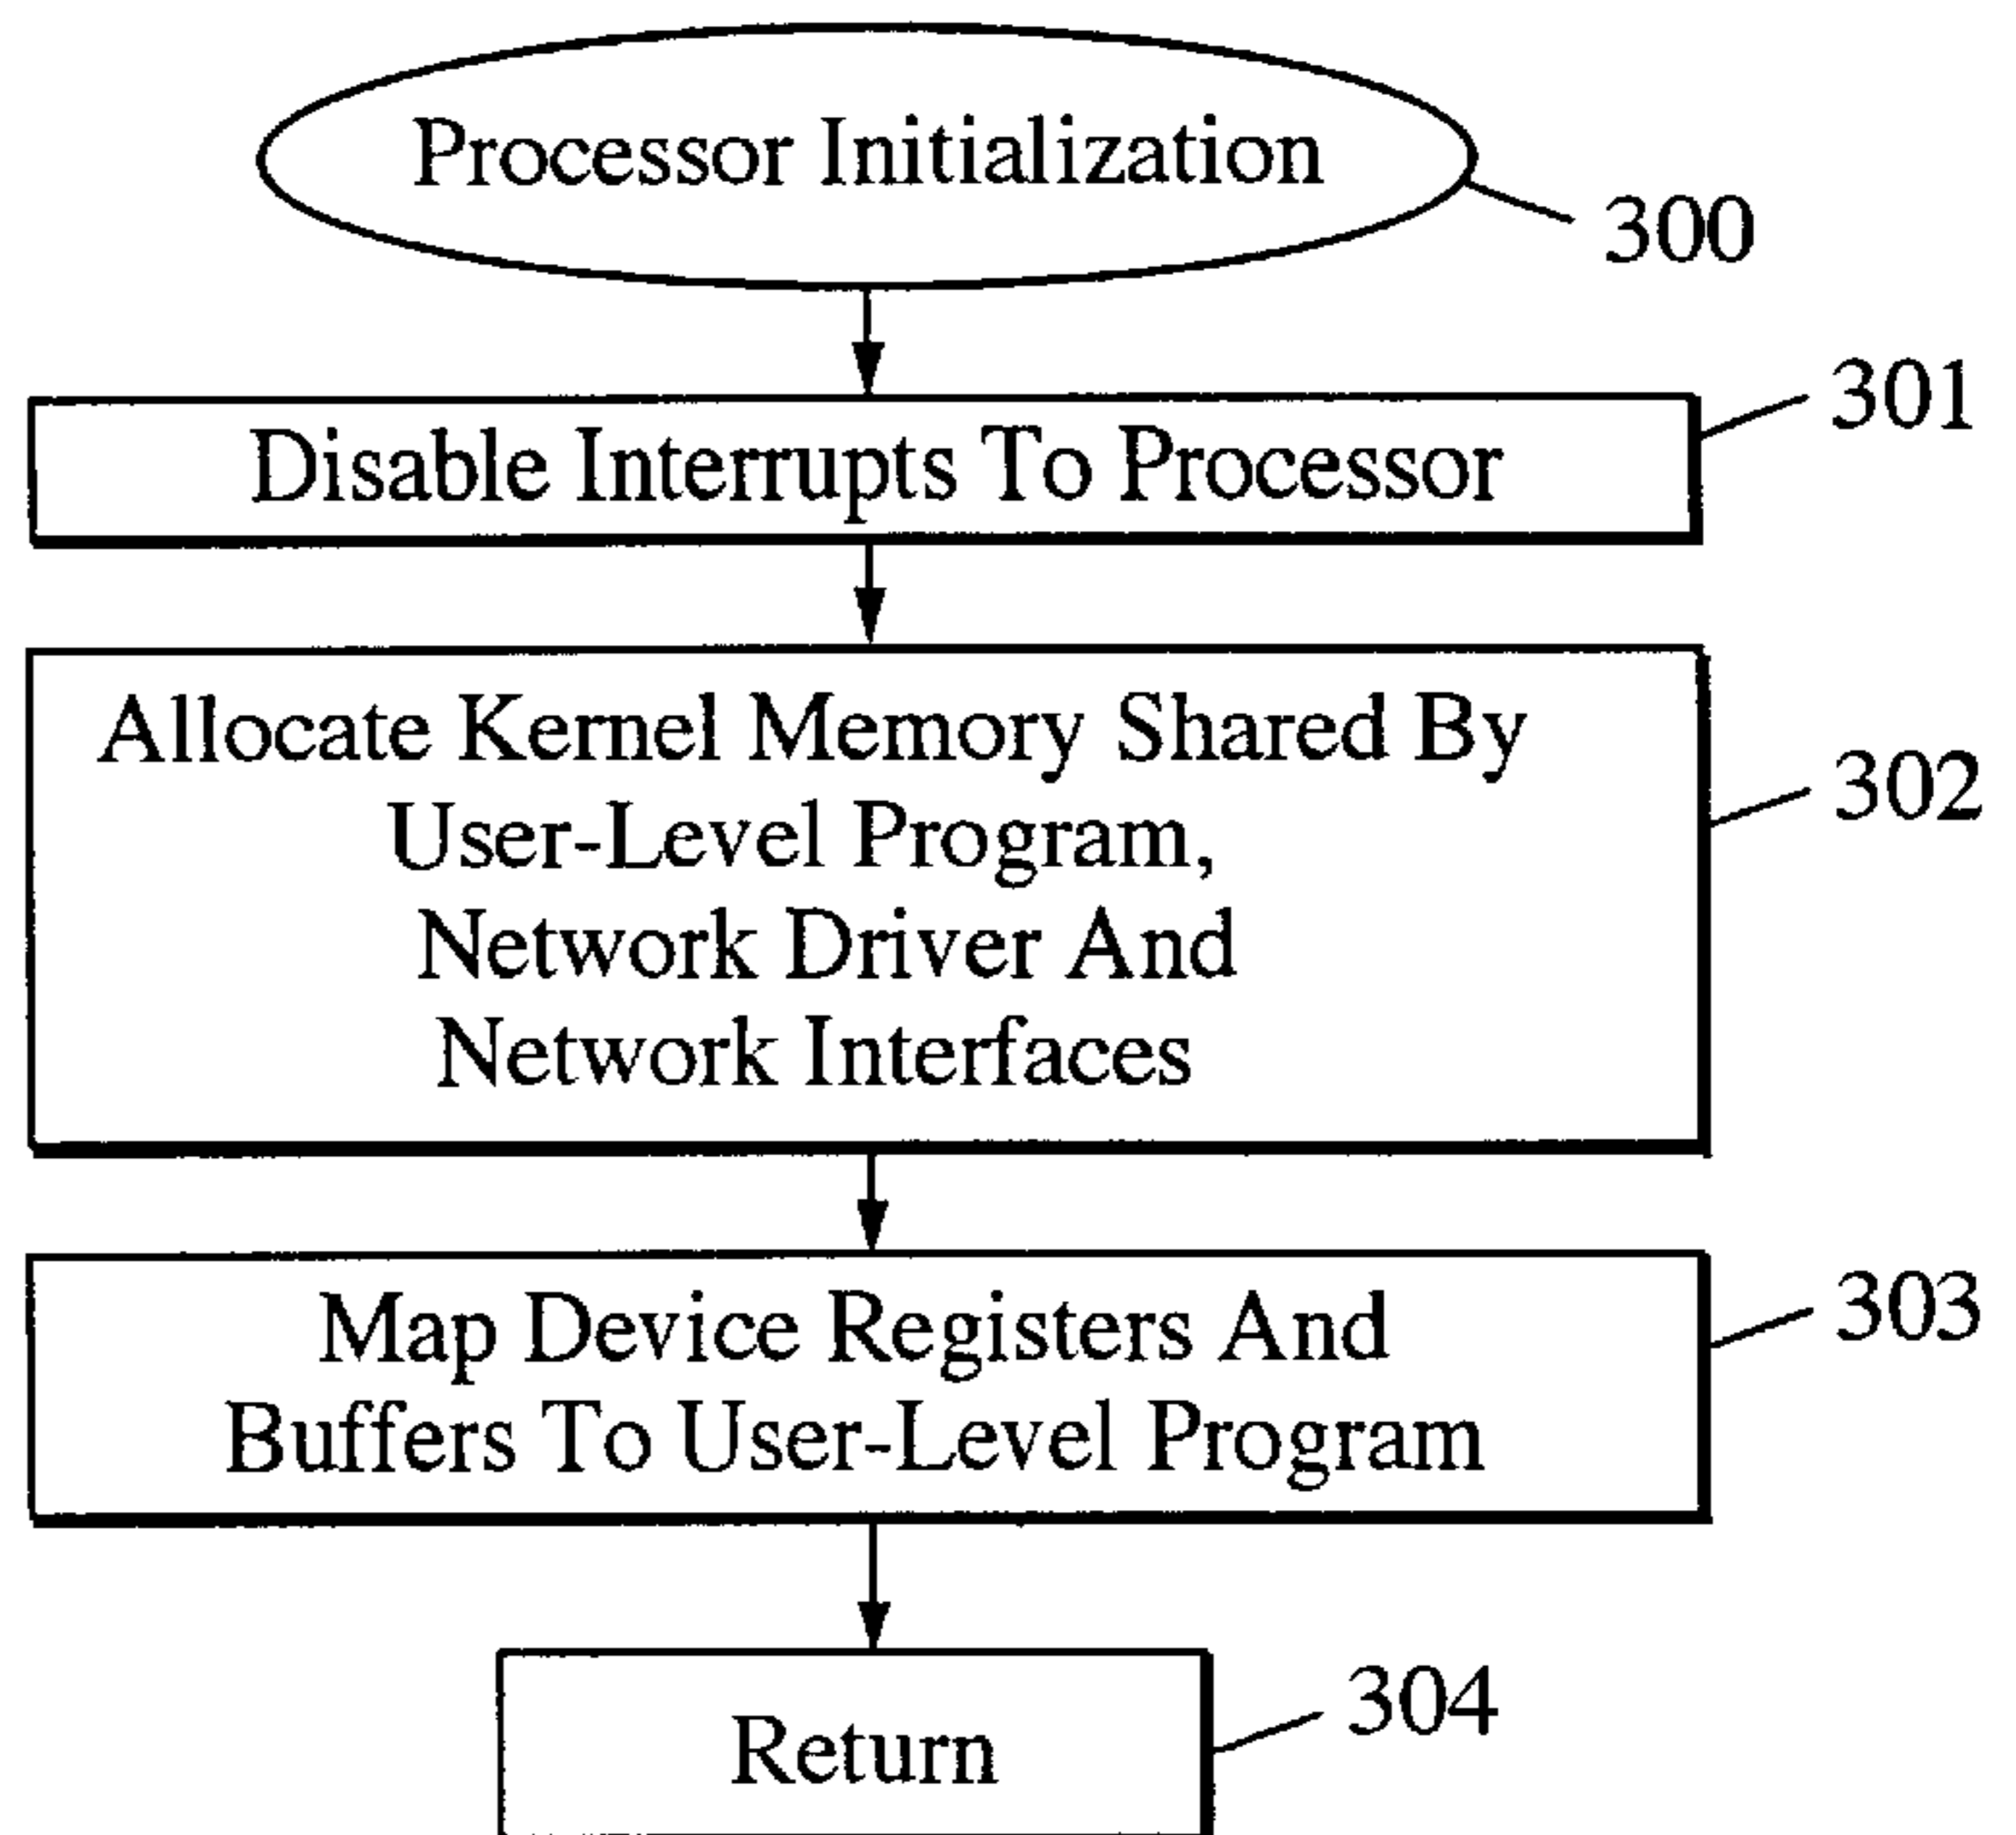 Processor Initialization
300
301
Disable Interrupts To Processor
Allocate Kernel Memory Shared By
User-Level Program,
302
Network Driver And
Network Interfaces
Map Device Registers And
303
Buffers To User-Level Program
304
Return